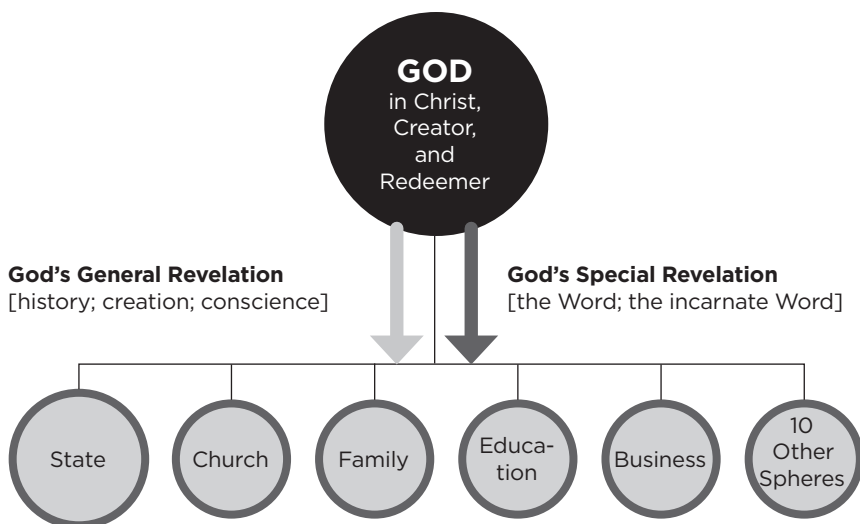 GOD
in Christ,
Creator,
and
Redeemer
God’s General Revelation
[history; creation; conscience]
God’s Special Revelation
[the Word; the incarnate Word]
State
Church
Family
Educa-
tion
Business
10
Other
Spheres